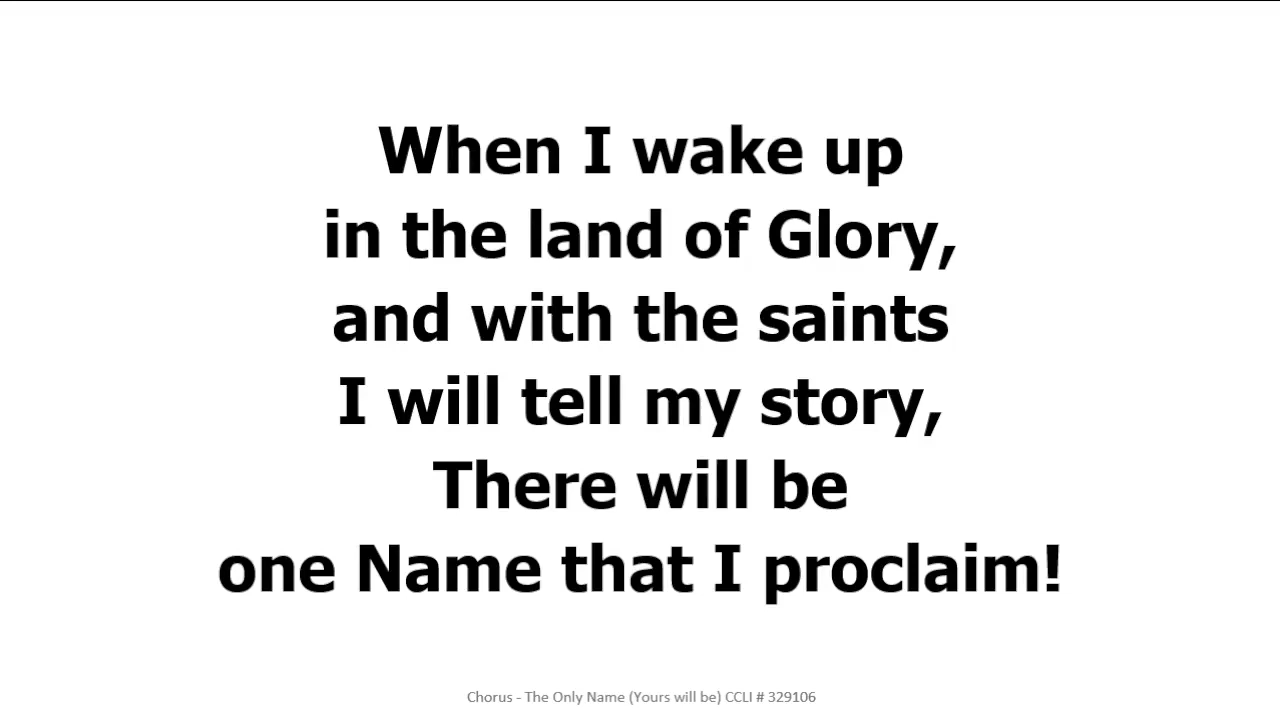 When I wake up
in the land of Glory,
and with the saints
I will tell my story,
There will be
one Name that I proclaim!
Chorus - The Only Name (Yours will be) CCLI # 329106